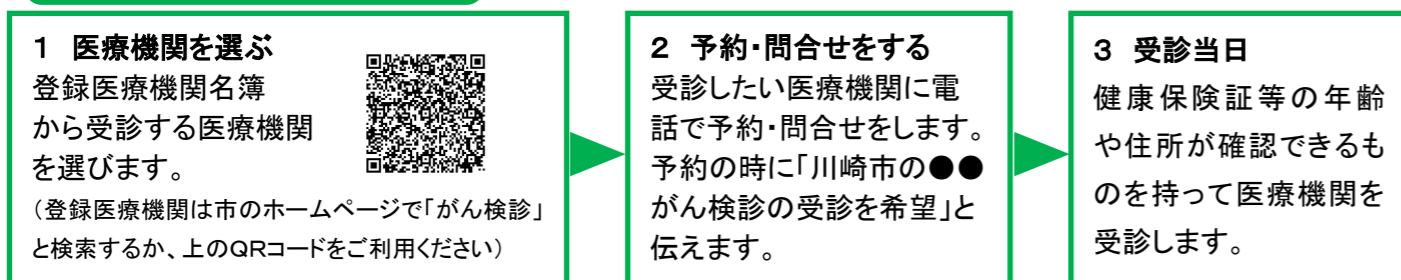 1 医療機関を選ぶ
登録医療機関名簿
から受診する医療機関
を選びます。
(登録医療機関は市のホームページで「がん検診」
と検索するか、上のQRコードをご利用ください)
2 予約・問合せをする
受診したい医療機関に電
話で予約・問合せをします。
予約の時に「川崎市の●●
がん検診の受診を希望」と
伝えます。
3 受診当日
健康保険証等の年齢
や住所が確認できるも
のを持って医療機関を
受診します。